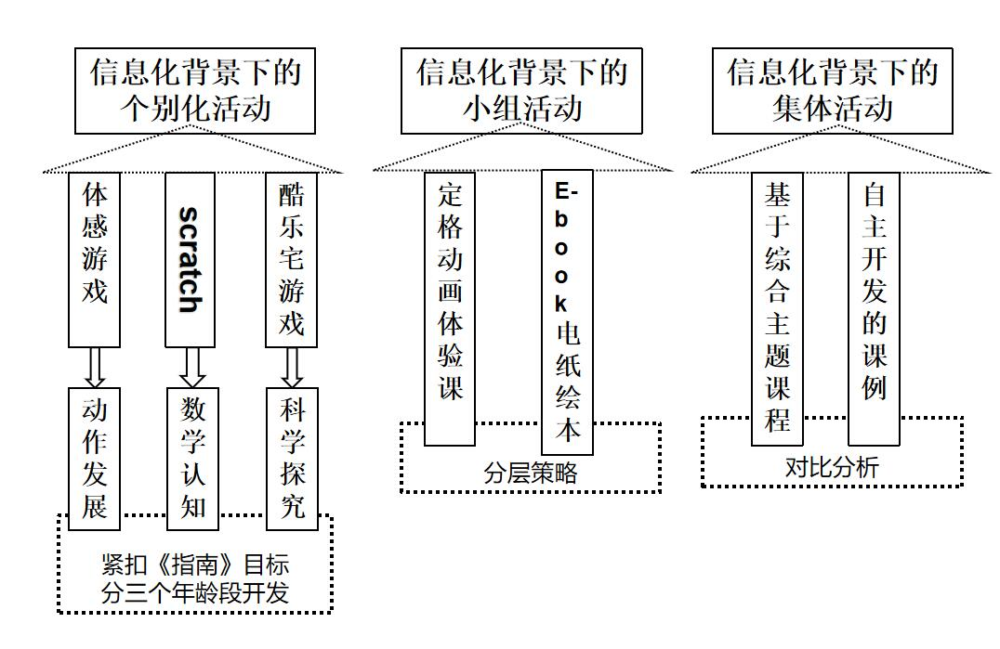 信息化背景下的
个别化活动
体感游戏
scratch
酷乐宅游戏
动作发展
数学认知
科学探究
紧扣《指南》目标
分三个年龄段开发
信息化背景下的
小组活动
定格动画体验课
E-book电纸绘本
分层策略
信息化背景下的
集体活动
基于综合主题课程
自主开发的课例
对比分析